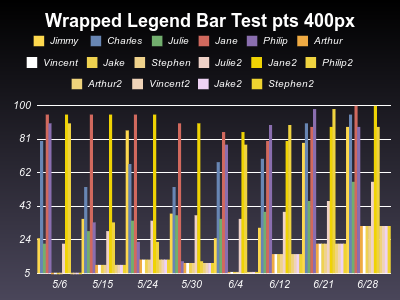 Wrapped Legend Bar Test pts 400px
Jimmy Charles Julie Jane Philip Arthur
Vincent Jake Stephen Julie2 Jane2 Philip2
Arthur2 Vincent2 Jake2 Stephen2
100
81
62
43
24
5
5/6 5/15 5/24 5/30 6/4 6/12 6/21 6/28